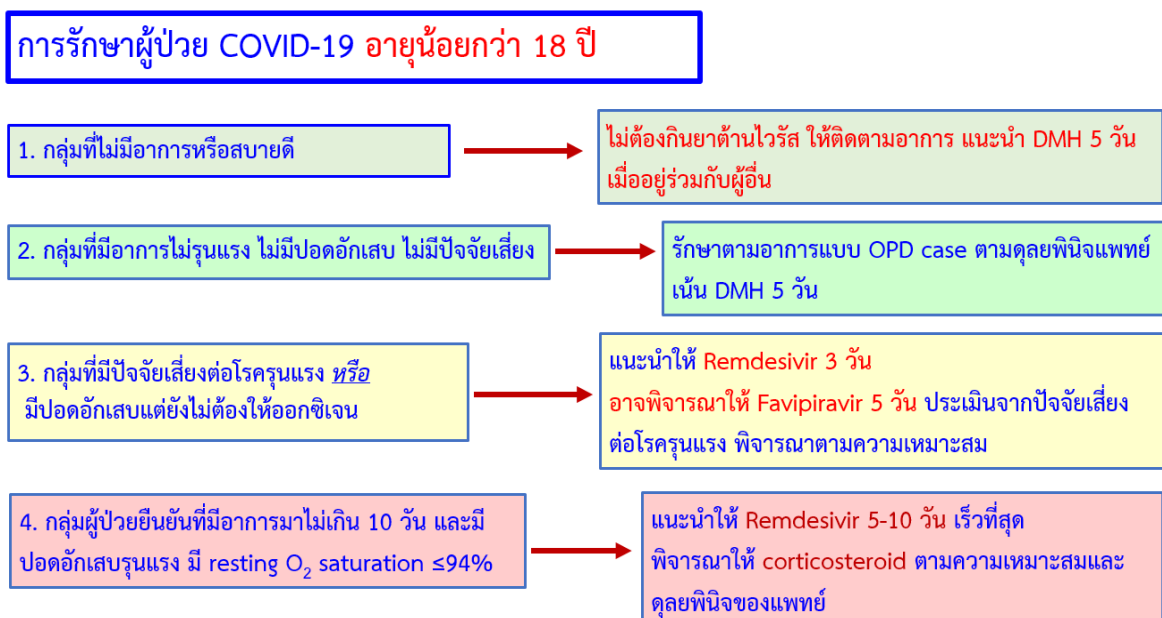 การรักษาผู้ป่วย COVID-19 อายุน้อยกว่า 18 ปี
1. กลุ่มที่ไม่มีอาการหรือสบายดี
ไม่ต้องกินยาต้านไวรัส ให้ติดตามอาการ แนะนำ DMH 5 วัน
เมื่ออยู่ร่วมกับผู้อื่น
2. กลุ่มที่มีอาการไม่รุนแรง ไม่มีปอดอักเสบ ไม่มีปัจจัยเสี่ยง
รักษาตามอาการแบบ OPD case ตามดุลยพินิจแพทย์
เน้น DMH 5 วัน
3. กลุ่มที่มีปัจจัยเสี่ยงต่อโรครุนแรง หรือ
มีปอดอักเสบแต่ยังไม่ต้องให้ออกซิเจน
แนะนำให้ Remdesivir 3 วัน
อาจพิจารณาให้ Favipiravir 5 วัน ประเมินจากปัจจัยเสี่ยง
ต่อโรครุนแรง พิจารณาตามความเหมาะสม
4. กลุ่มผู้ป่วยยืนยันที่มีอาการมาไม่เกิน 10 วัน และมี
ปอดอักเสบรุนแรง มี resting O₂ saturation ≤94%
แนะนำให้ Remdesivir 5-10 วัน เร็วที่สุด
พิจารณาให้ corticosteroid ตามความเหมาะสมและ
ดุลยพินิจของแพทย์